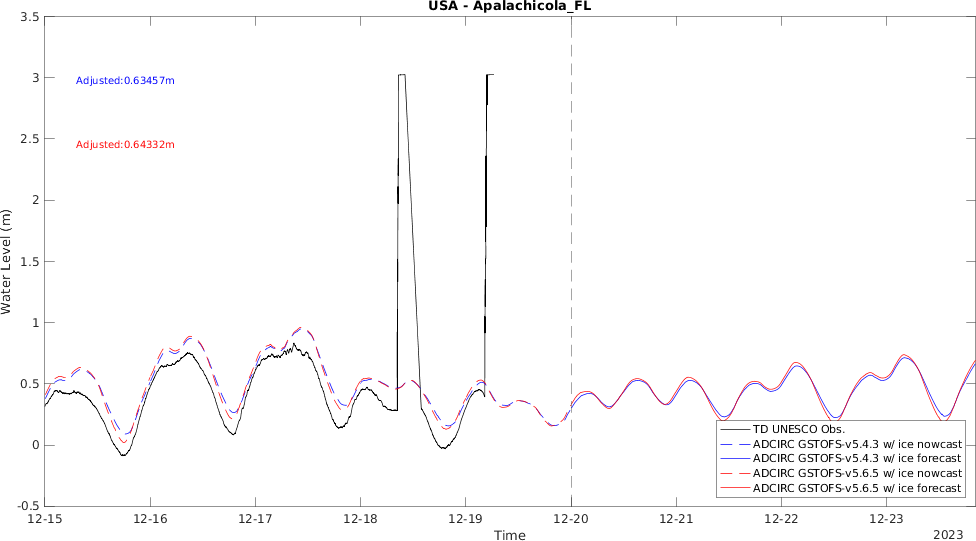 USA - Apalachicola_FL
3.5
3
2.5
2
1.5
1
0.5
0
-0.5
Water Level (m)
Adjusted:0.63457m
Adjusted:0.64332m
TD UNESCO Obs.
ADCIRC GSTOFS-v5.4.3 w/ ice nowcast
ADCIRC GSTOFS-v5.4.3 w/ ice forecast
ADCIRC GSTOFS-v5.6.5 w/ ice nowcast
ADCIRC GSTOFS-v5.6.5 w/ ice forecast
12-15 12-16 12-17 12-18 12-19 12-20 12-21 12-22 12-23
Time
2023